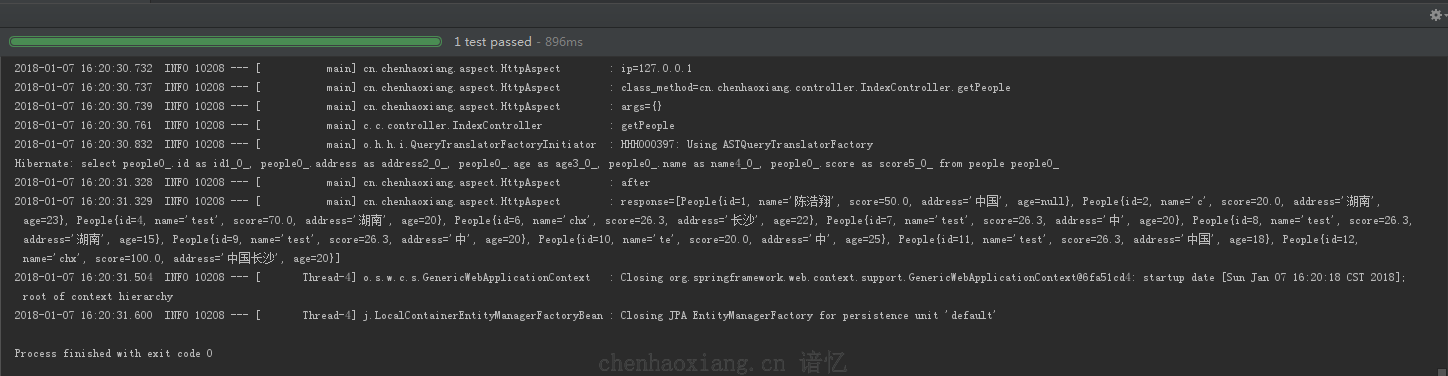 1 test passed - 896ms
2018-01-07 16:20:30.732  INFO 10208 --- [           main] cn.chenhaoxiang.aspect.HttpAspect        : ip=127.0.0.1
2018-01-07 16:20:30.737  INFO 10208 --- [           main] cn.chenhaoxiang.aspect.HttpAspect        : class_method=cn.chenhaoxiang.controller.IndexController.getPeople
2018-01-07 16:20:30.739  INFO 10208 --- [           main] cn.chenhaoxiang.aspect.HttpAspect        : args={}
2018-01-07 16:20:30.761  INFO 10208 --- [           main] c.c.controller.IndexController           : getPeople
2018-01-07 16:20:30.832  INFO 10208 --- [           main] o.h.h.i.QueryTranslatorFactoryInitiator  : HHH000397: Using ASTQueryTranslatorFactory
Hibernate: select people0_.id as id1_0_, people0_.address as address2_0_, people0_.age as age3_0_, people0_.name as name4_0_, people0_.score as score5_0_ from people people0_
2018-01-07 16:20:31.328  INFO 10208 --- [           main] cn.chenhaoxiang.aspect.HttpAspect        : after
2018-01-07 16:20:31.329  INFO 10208 --- [           main] cn.chenhaoxiang.aspect.HttpAspect        : response=[People{id=1, name='陈浩翔', score=50.0, address='中国', age=null}, People{id=2, name='c', score=20.0, address='湖南',
age=23}, People{id=4, name='test', score=70.0, address='湖南', age=20}, People{id=6, name='chx', score=26.3, address='长沙', age=22}, People{id=7, name='test', score=26.3, address='中', age=20}, People{id=8, name='test', score=26.3,
address='湖南', age=15}, People{id=9, name='test', score=26.3, address='中', age=20}, People{id=10, name='te', score=20.0, address='中', age=25}, People{id=11, name='test', score=26.3, address='中国', age=18}, People{id=12,
name='chx', score=100.0, address='中国长沙', age=20}]
2018-01-07 16:20:31.504  INFO 10208 --- [       Thread-4] o.s.w.c.s.GenericWebApplicationContext   : Closing org.springframework.web.context.support.GenericWebApplicationContext@6fa51cd4: startup date [Sun Jan 07 16:20:18 CST 2018];
root of context hierarchy
2018-01-07 16:20:31.600  INFO 10208 --- [       Thread-4] j.LocalContainerEntityManagerFactoryBean : Closing JPA EntityManagerFactory for persistence unit 'default'
Process finished with exit code 0
chenhaoxiang.cn 谙忆